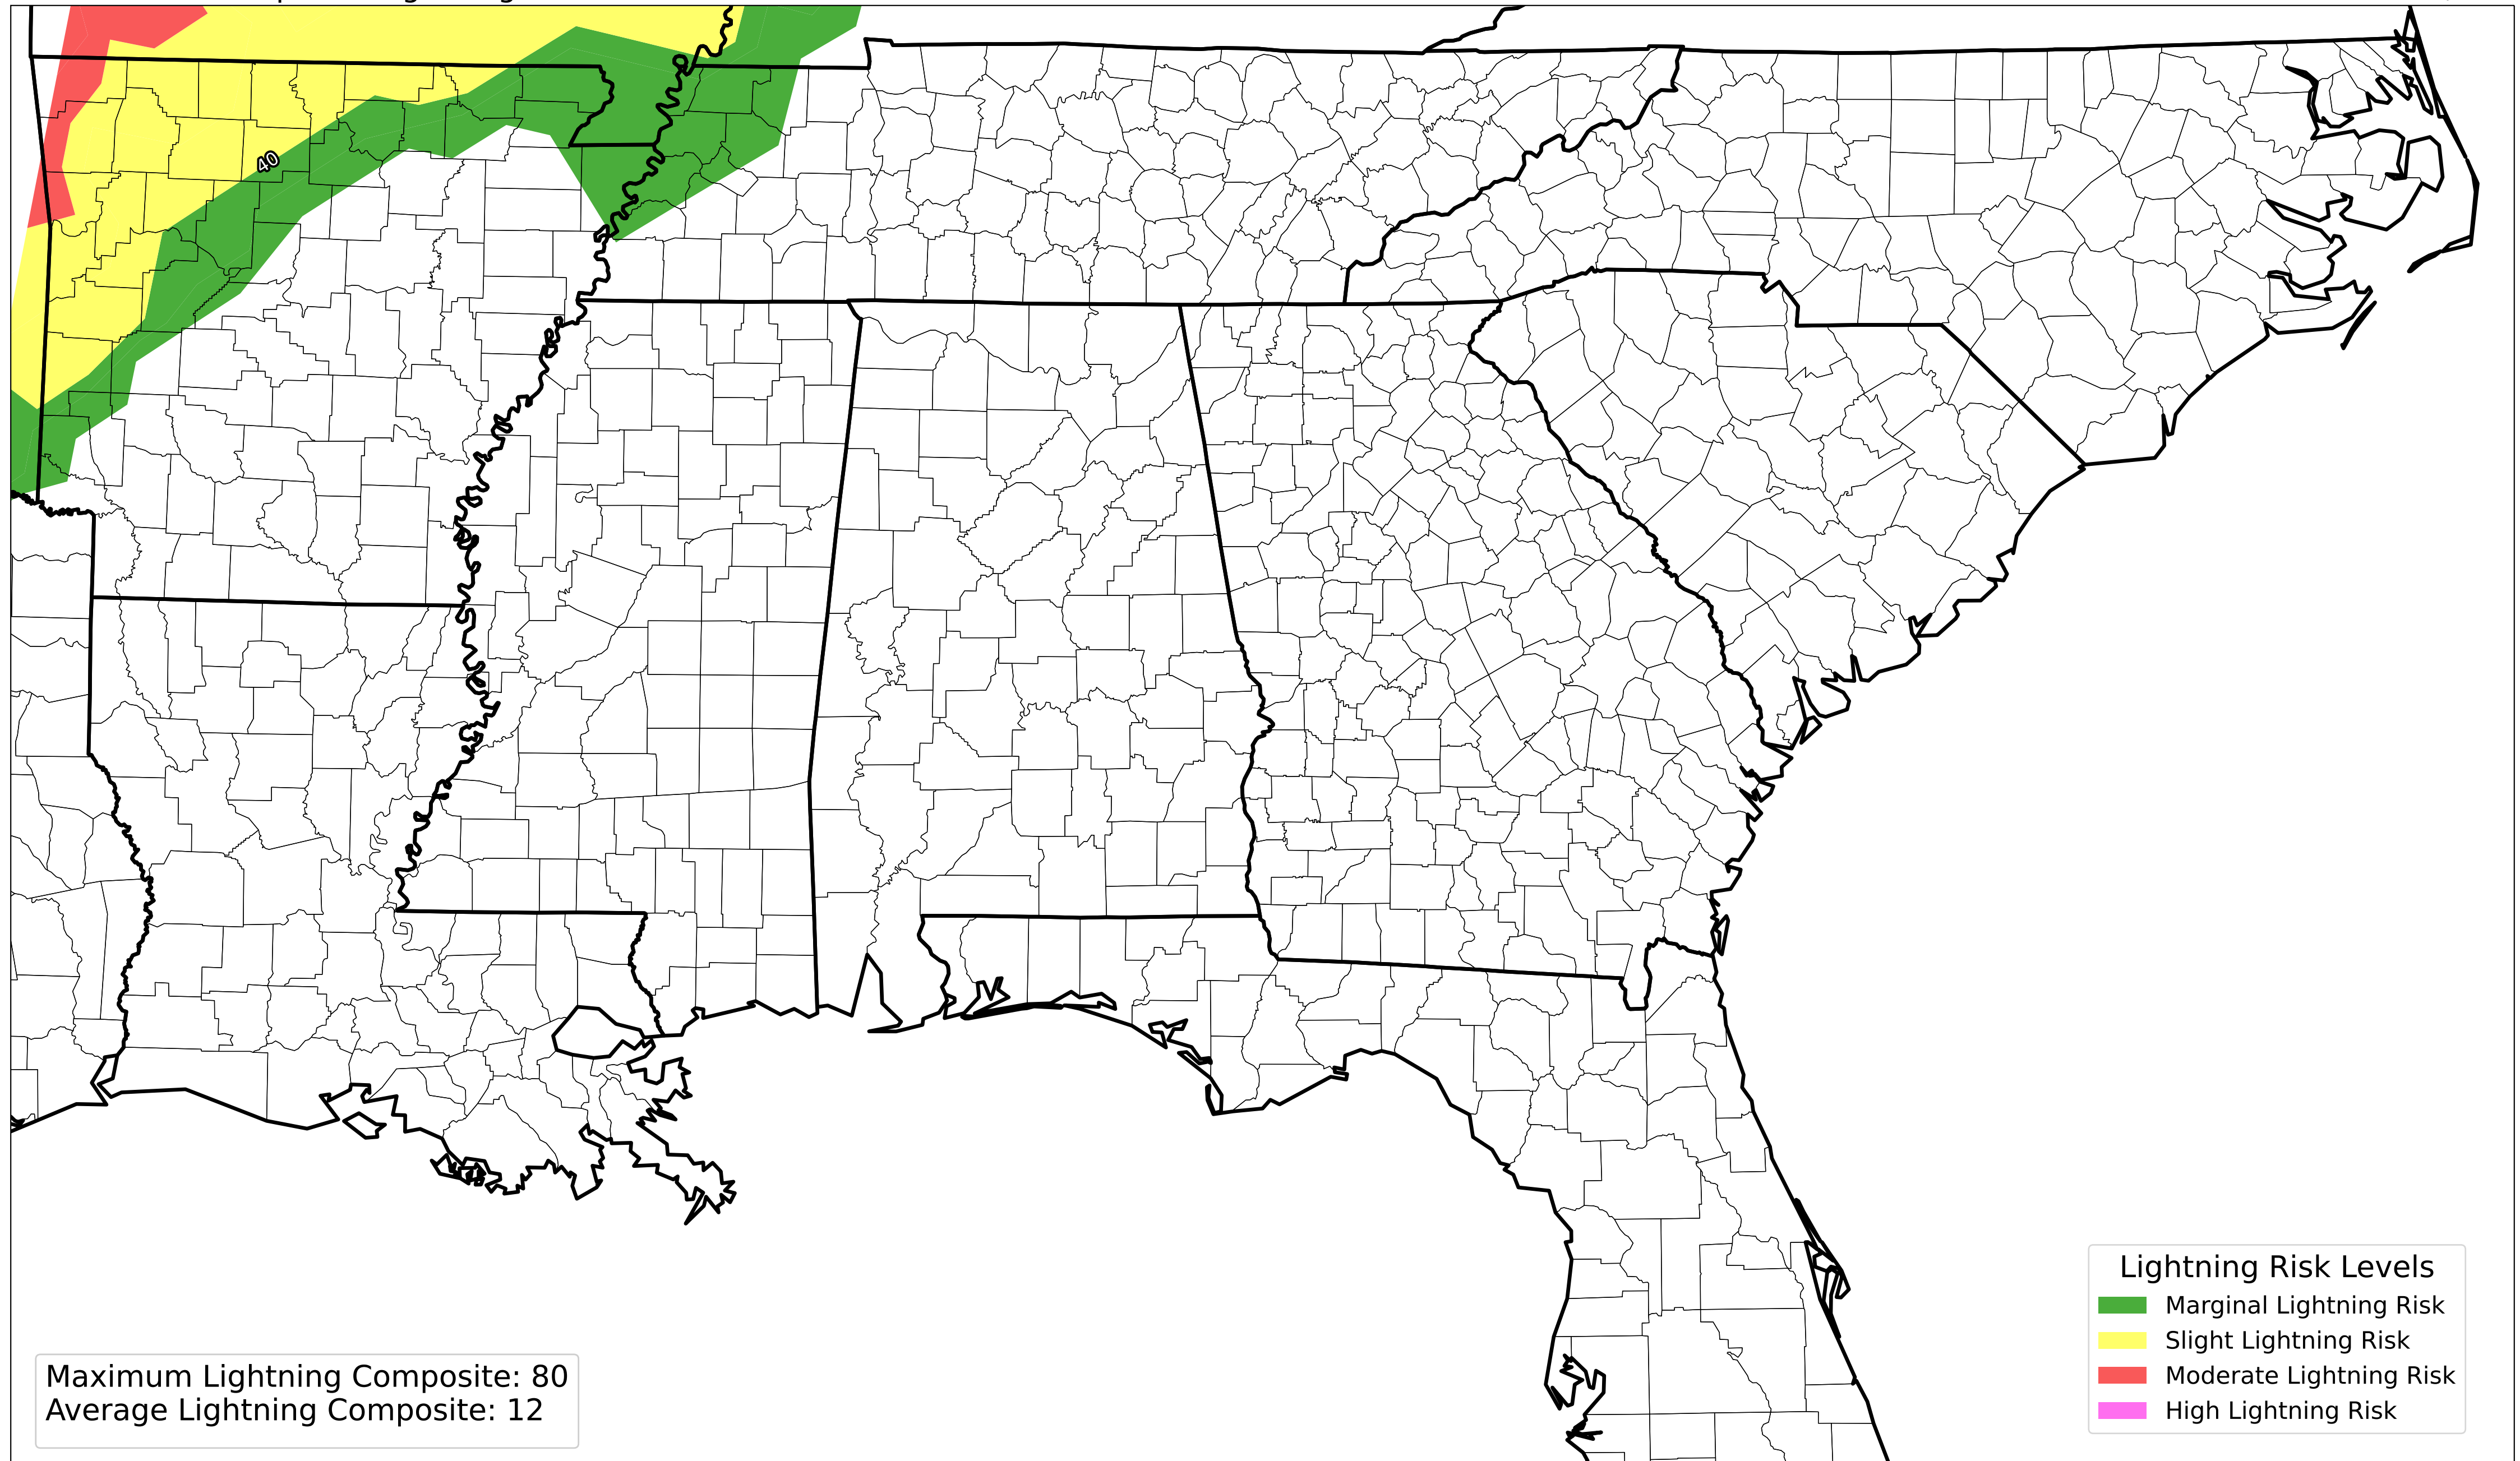 40
Lightning Risk Levels
Marginal Lightning Risk
Slight Lightning Risk
Moderate Lightning Risk
High Lightning Risk
Maximum Lightning Composite: 80
Average Lightning Composite: 12